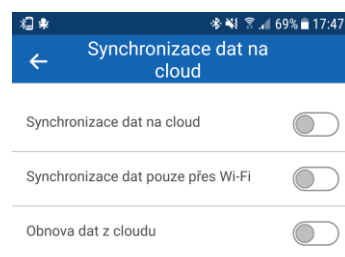 69% 17:47
Synchronizace dat na
cloud
Synchronizace dat na cloud
Synchronizace dat pouze přes Wi-Fi
Obnova dat z cloudu